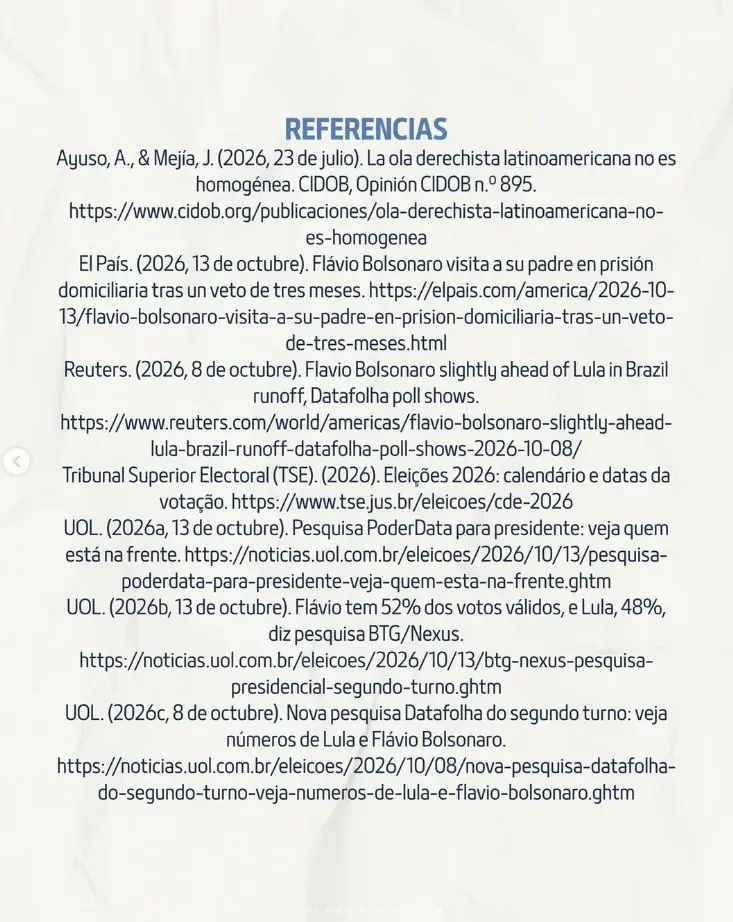 REFERENCIAS
Ayuso, A., & Mejía, J. (2026, 23 de julio). La ola derechista latinoamericana no es
homogénea. CIDOB, Opinión CIDOB n.º 895.
https://www.cidob.org/publicaciones/ola-derechista-latinoamericana-no-
es-homogenea
El País. (2026, 13 de octubre). Flávio Bolsonaro visita a su padre en prisión
domiciliaria tras un veto de tres meses. https://elpais.com/america/2026-10-
13/flavio-bolsonaro-visita-a-su-padre-en-prision-domiciliaria-tras-un-veto-
de-tres-meses.html
Reuters. (2026, 8 de octubre). Flavio Bolsonaro slightly ahead of Lula in Brazil
runoff, Datafolha poll shows.
https://www.reuters.com/world/americas/flavio-bolsonaro-slightly-ahead-
lula-brazil-runoff-datafolha-poll-shows-2026-10-08/
Tribunal Superior Electoral (TSE). (2026). Eleições 2026: calendário e datas da
votação. https://www.tse.jus.br/eleicoes/cde-2026
UOL. (2026a, 13 de octubre). Pesquisa PoderData para presidente: veja quem
está na frente. https://noticias.uol.com.br/eleicoes/2026/10/13/pesquisa-
poderdata-para-presidente-veja-quem-esta-na-frente.ghtm
UOL. (2026b, 13 de octubre). Flávio tem 52% dos votos válidos, e Lula, 48%,
diz pesquisa BTG/Nexus.
https://noticias.uol.com.br/eleicoes/2026/10/13/btg-nexus-pesquisa-
presidencial-segundo-turno.ghtm
UOL. (2026c, 8 de octubre). Nova pesquisa Datafolha do segundo turno: veja
números de Lula e Flávio Bolsonaro.
https://noticias.uol.com.br/eleicoes/2026/10/08/nova-pesquisa-datafolha-
do-segundo-turno-veja-numeros-de-lula-e-flavio-bolsonaro.ghtm